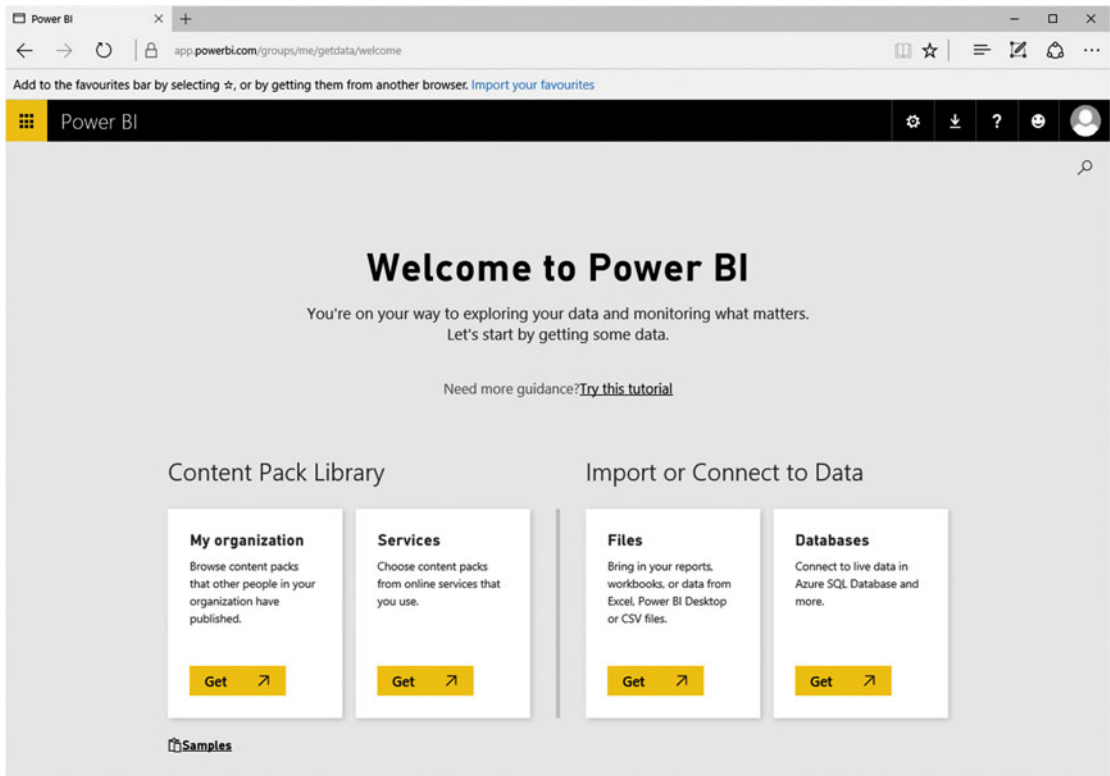 Power BI
app.powerbi.com/groups/me/getdata/welcome
Add to the favourites bar by selecting ☆, or by getting them from another browser. Import your favourites
Power BI
?
Welcome to Power BI
You're on your way to exploring your data and monitoring what matters.
Let's start by getting some data.
Need more guidance?Try this tutorial
Content Pack Library
My organization
Browse content packs
that other people in your
organization have
published.
Get
Services
Choose content packs
from online services that
you use.
Get
Import or Connect to Data
Files
Bring in your reports,
workbooks, or data from
Excel, Power BI Desktop
or CSV files.
Get
Databases
Connect to live data in
Azure SQL Database and
more.
Get
Samples